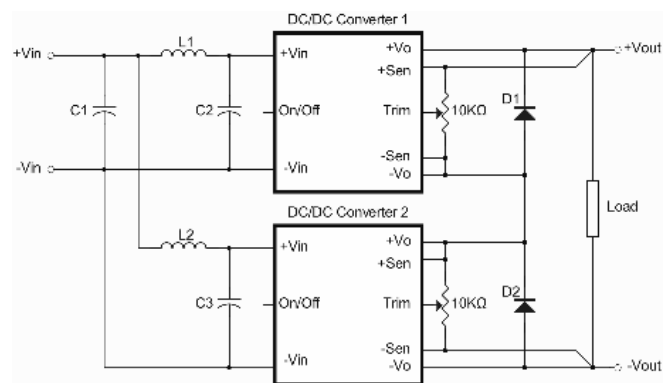 DC/DC Converter 1
+Vin
L1
+Vin
+Vo
+Vout
+Sen
C1
C2
On/Off
Trim
10KΩ
D1
-Vin
-Vin
-Sen
-Vo
Load
DC/DC Converter 2
L2
+Vin
+Vo
+Sen
C3
On/Off
Trim
10KΩ
D2
-Vin
-Sen
-Vo
-Vout